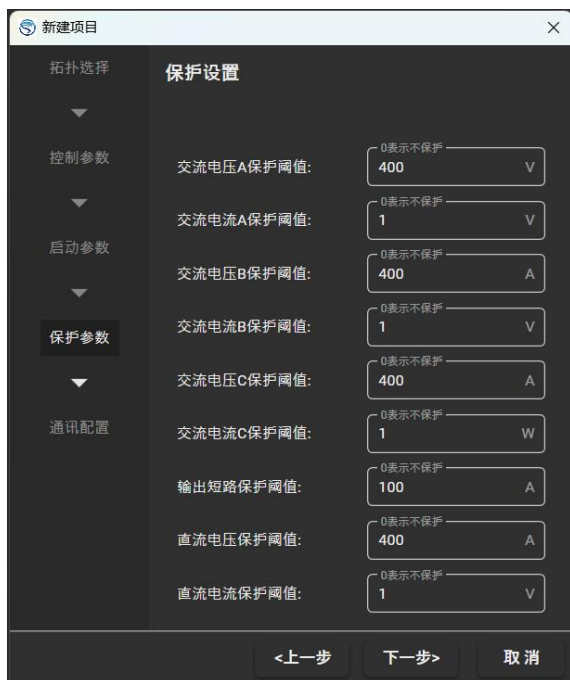 新建项目
拓扑选择
保护设置
控制参数
启动参数
保护参数
通讯配置
0表示不保护
交流电压A保护阈值: 400 V
0表示不保护
交流电流A保护阈值: 1 V
0表示不保护
交流电压B保护阈值: 400 A
0表示不保护
交流电流B保护阈值: 1 V
0表示不保护
交流电压C保护阈值: 400 A
0表示不保护
交流电流C保护阈值: 1 W
0表示不保护
输出短路保护阈值: 100 A
0表示不保护
直流电压保护阈值: 400 A
0表示不保护
直流电流保护阈值: 1 V
<上一步 下一步> 取消